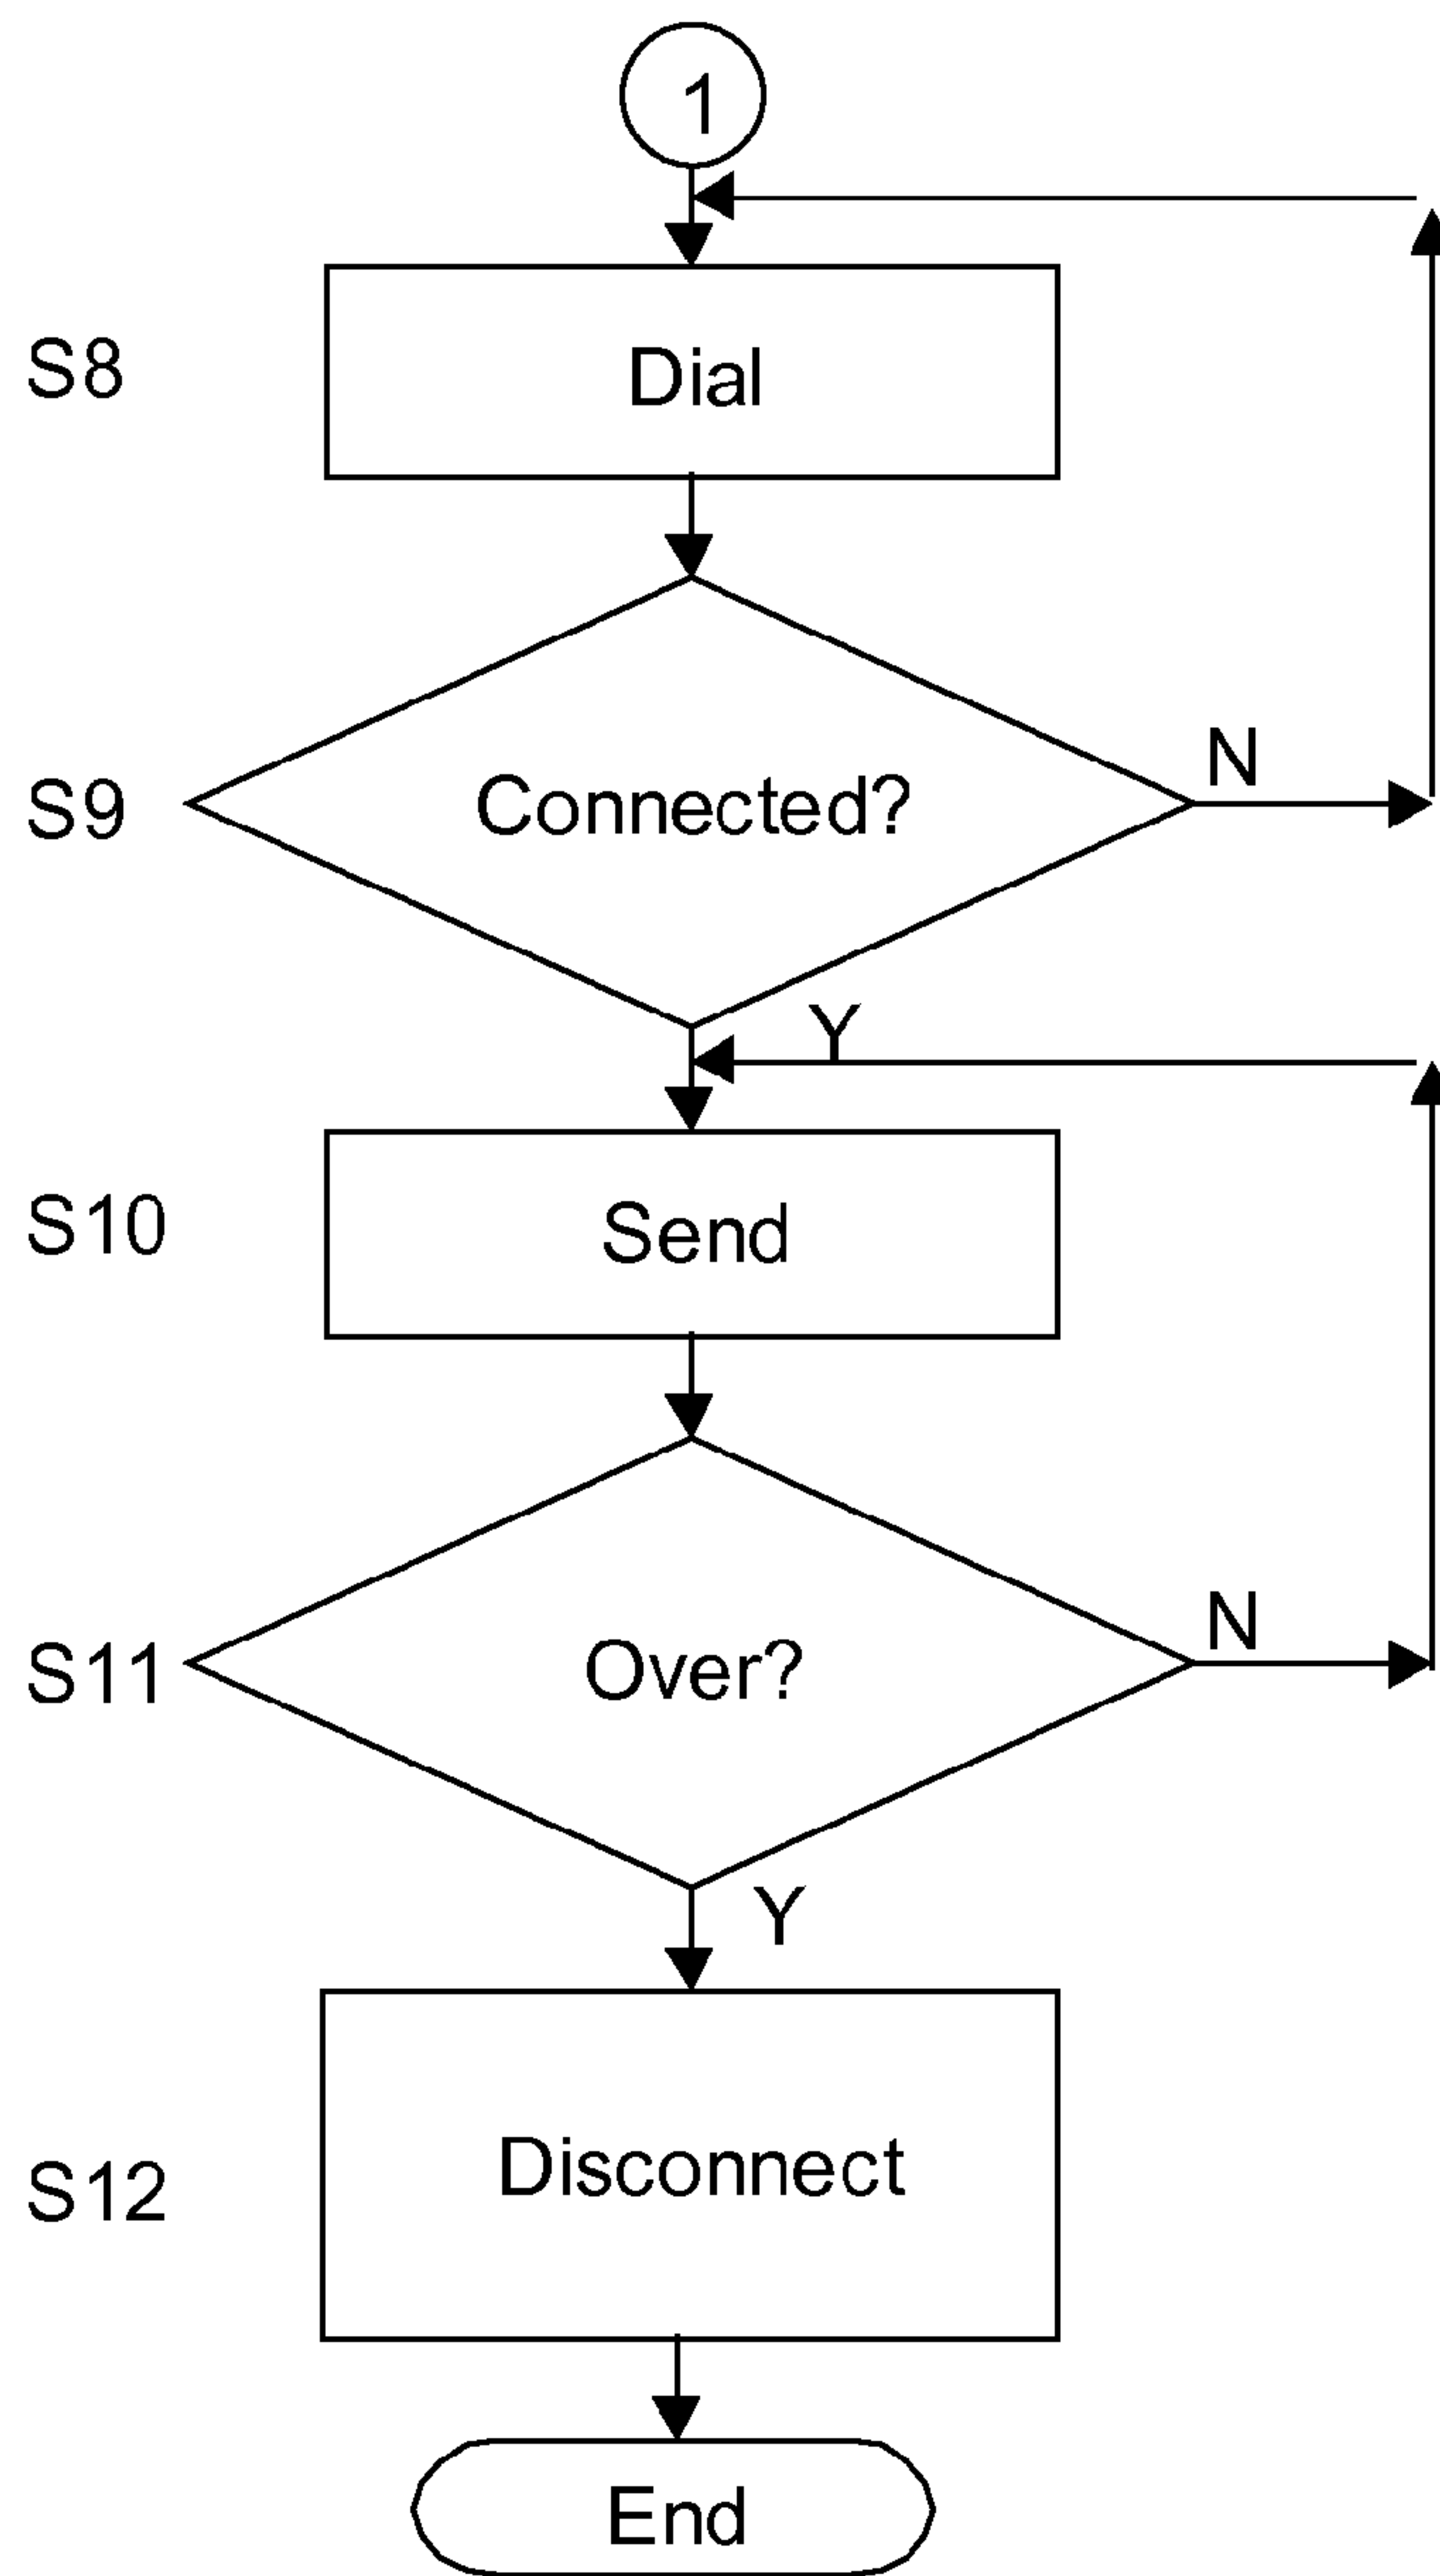 1
S8
Dial
S9
Connected?
N
Y
S10
Send
S11
Over?
N
Y
S12
Disconnect
End